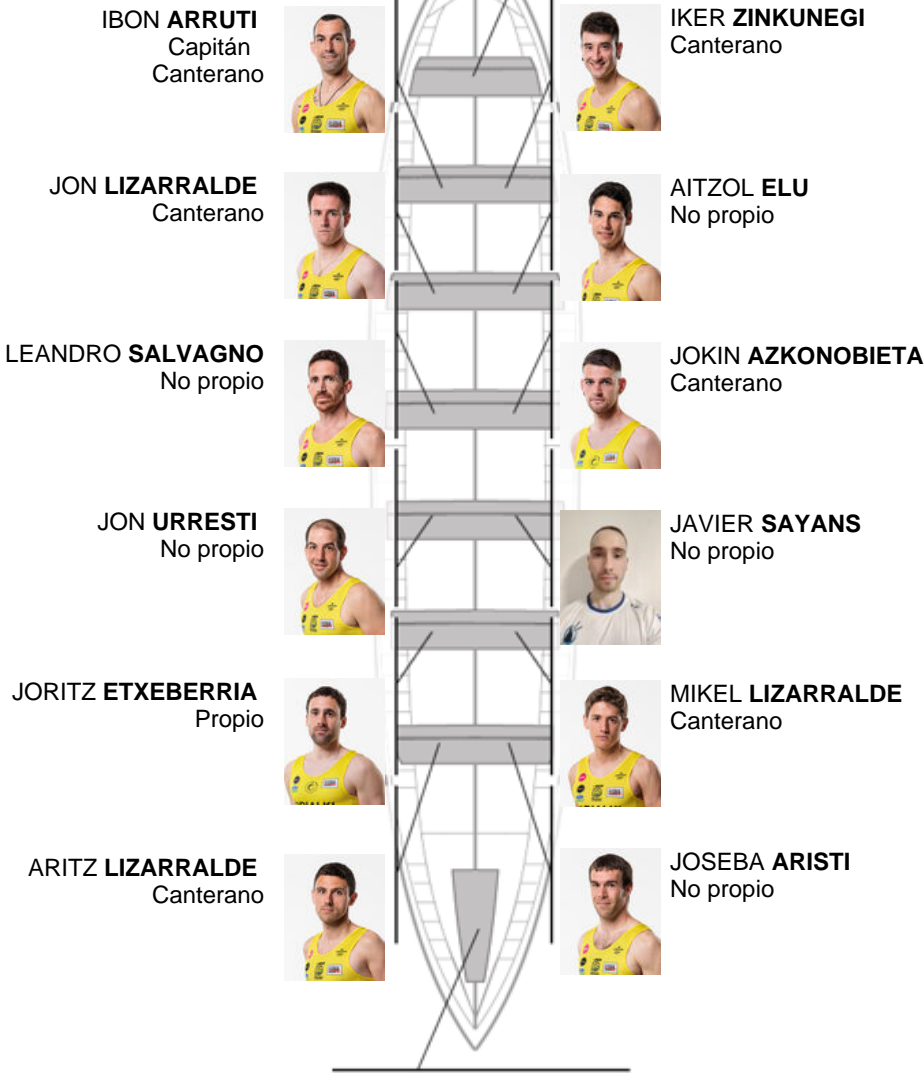 IBON ARRUTI
Capitán
Canterano
IKER ZINKUNEGI
Canterano
JON LIZARRALDE
Canterano
AITZOL ELU
No propio
LEANDRO SALVAGNO
No propio
JOKIN AZKONOBIETA
Canterano
JON URRESTI
No propio
JAVIER SAYANS
No propio
JORITZ ETXEBERRIA
Propio
MIKEL LIZARRALDE
Canterano
ARITZ LIZARRALDE
Canterano
JOSEBA ARISTI
No propio